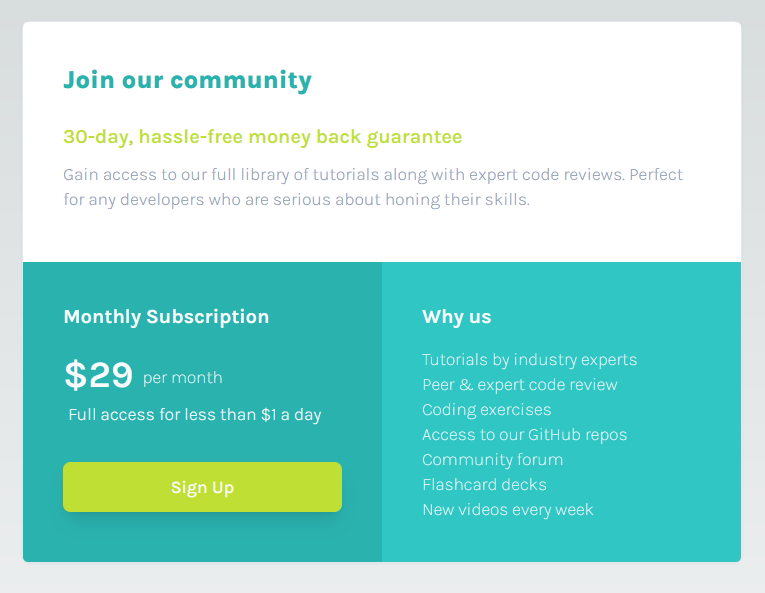 Join our community
30-day, hassle-free money back guarantee
Gain access to our full library of tutorials along with expert code reviews. Perfect
for any developers who are serious about honing their skills.
Monthly Subscription
$29 per month
Full access for less than $1 a day
Sign Up
Why us
Tutorials by industry experts
Peer & expert code review
Coding exercises
Access to our GitHub repos
Community forum
Flashcard decks
New videos every week